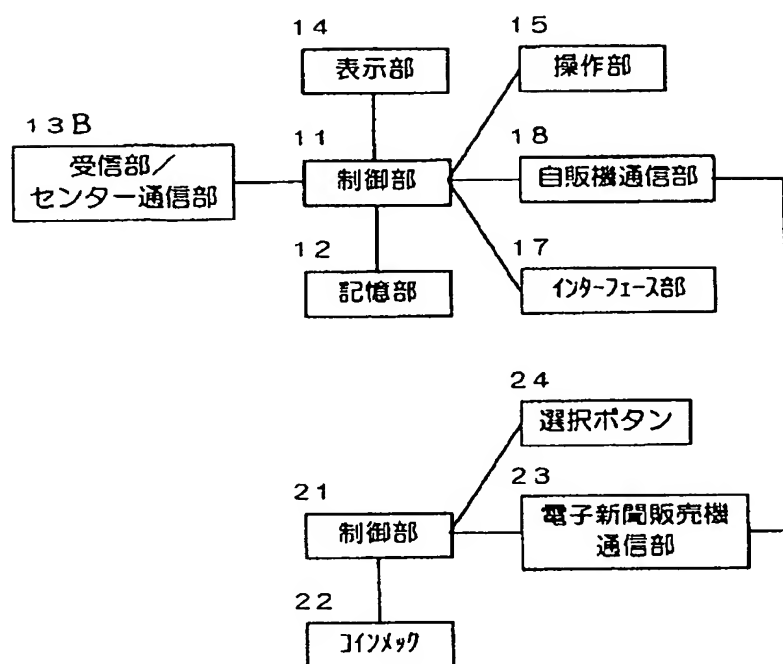 14
表示部
15
操作部
13B
受信部／
センター通信部
11
制御部
18
自販機通信部
12
記憶部
17
インターフェース部
24
選択ボタン
21
制御部
23
電子新聞販売機
通信部
22
コインメック